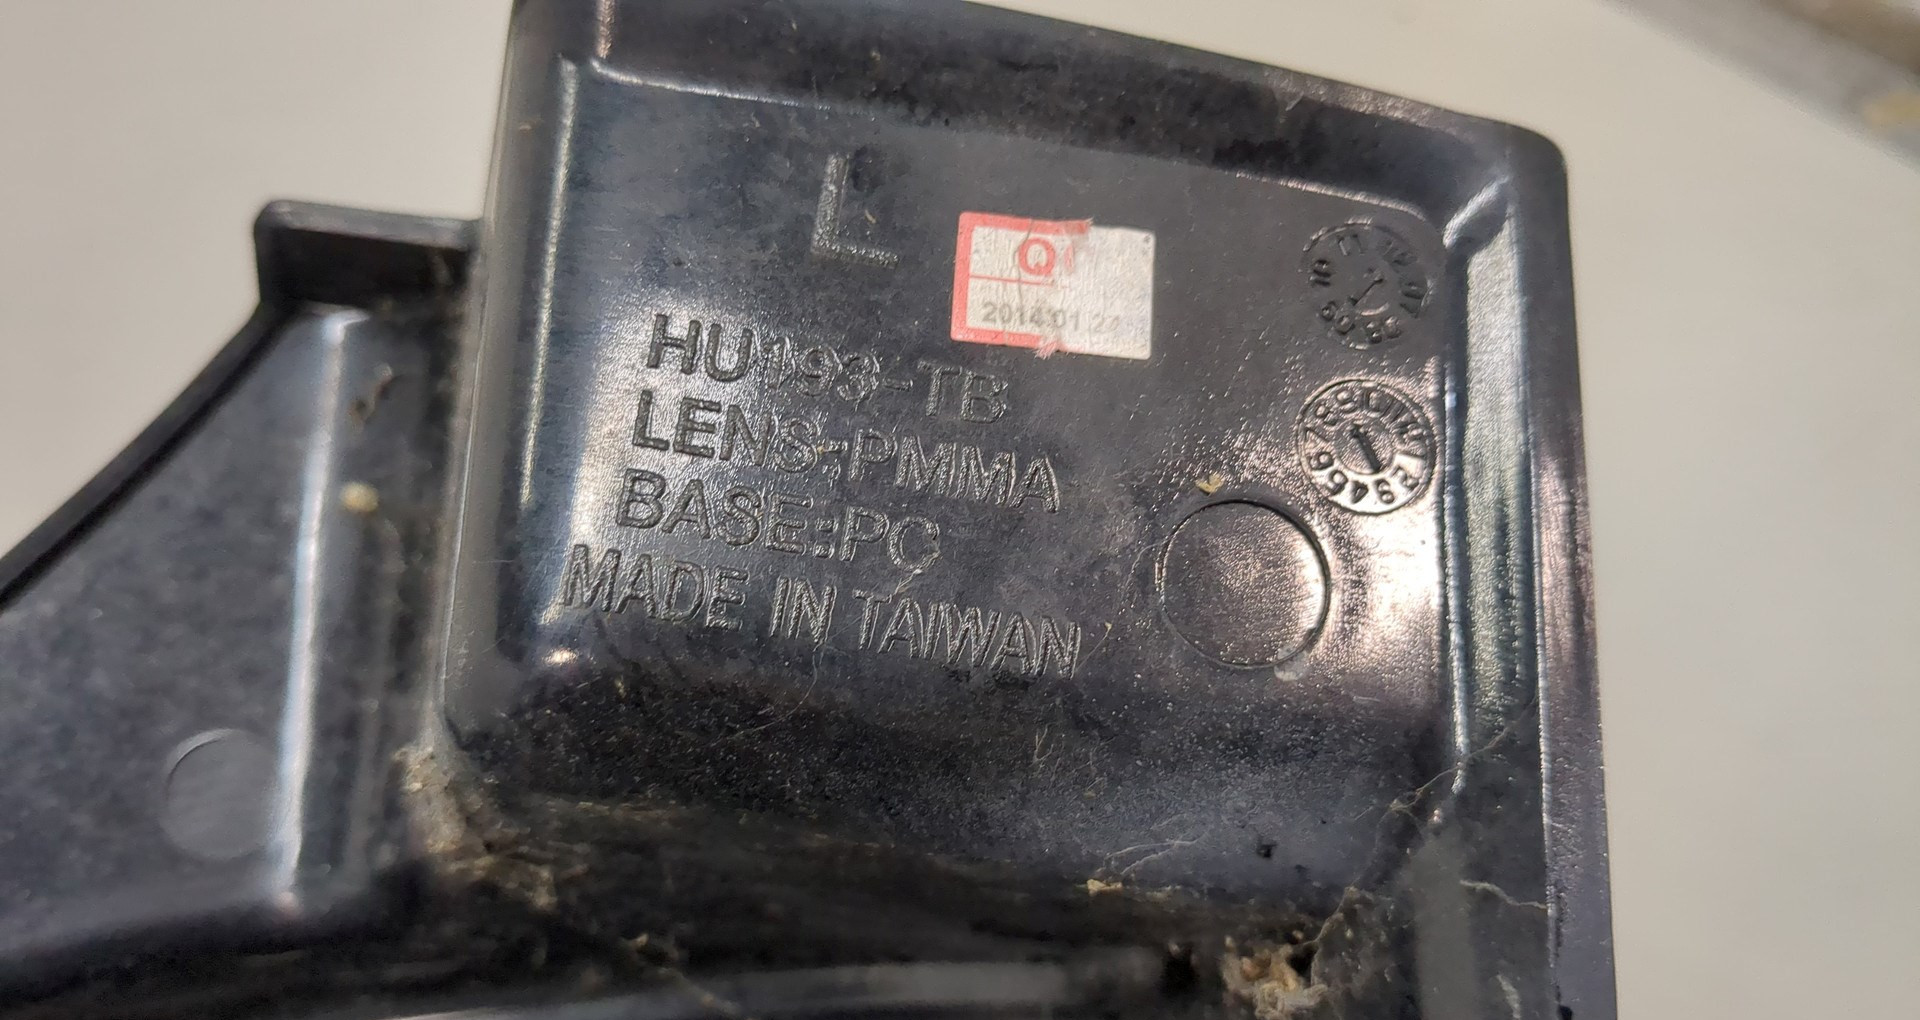 L
Q
2014 01 2
HU193-TB
LENS:PMMA
BASE:PC
MADE IN TAIWAN